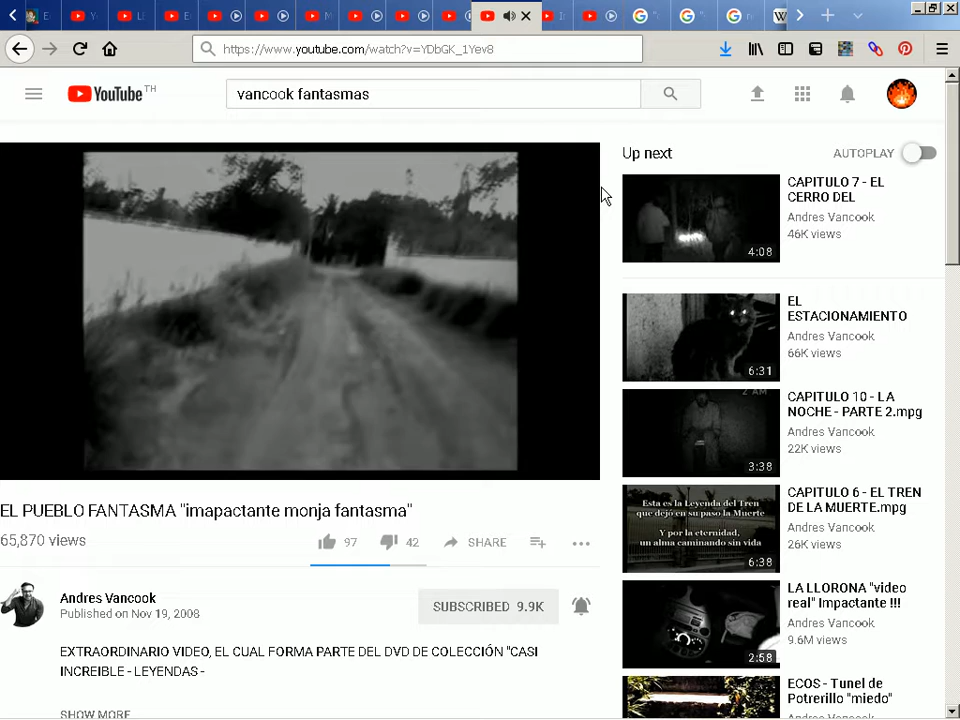 https://www.youtube.com/watch?v=YDbGK_1Yev8
YouTube TH
vancook fantasmas
Up next
AUTOPLAY
CAPITULO 7 - EL
CERRO DEL
Andres Vancook
46K views
4:08
EL
ESTACIONAMIENTO
Andres Vancook
66K views
6:31
CAPITULO 10 - LA
NOCHE - PARTE 2.mpg
Andres Vancook
22K views
2 AM
3:38
CAPITULO 6 - EL TREN
DE LA MUERTE.mpg
Andres Vancook
26K views
Esta es la Leyenda del Tren
que dejó en su paso la Muerte
Y por la eternidad,
un alma caminando sin vida
6:38
LA LLORONA "video
real" Impactante !!!
Andres Vancook
9.6M views
2:58
ECOS - Tunel de
Potrerillo "miedo"
Andres Vancook
EL PUEBLO FANTASMA "imapactante monja fantasma"
65,870 views
97
42
SHARE
Andres Vancook
Published on Nov 19, 2008
SUBSCRIBED 9.9K
EXTRAORDINARIO VIDEO, EL CUAL FORMA PARTE DEL DVD DE COLECCIÓN "CASI
INCREIBLE - LEYENDAS -
SHOW MORE